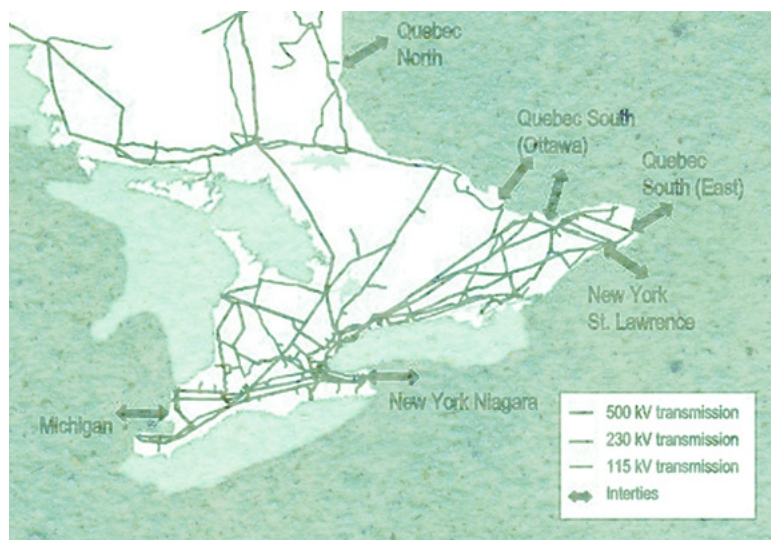 Quebec
North
Quebec South
(Ottawa)
Quebec
South (East)
New York
St. Lawrence
New York Niagara
Michigan
500 kV transmission
230 kV transmission
115 kV transmission
Interties